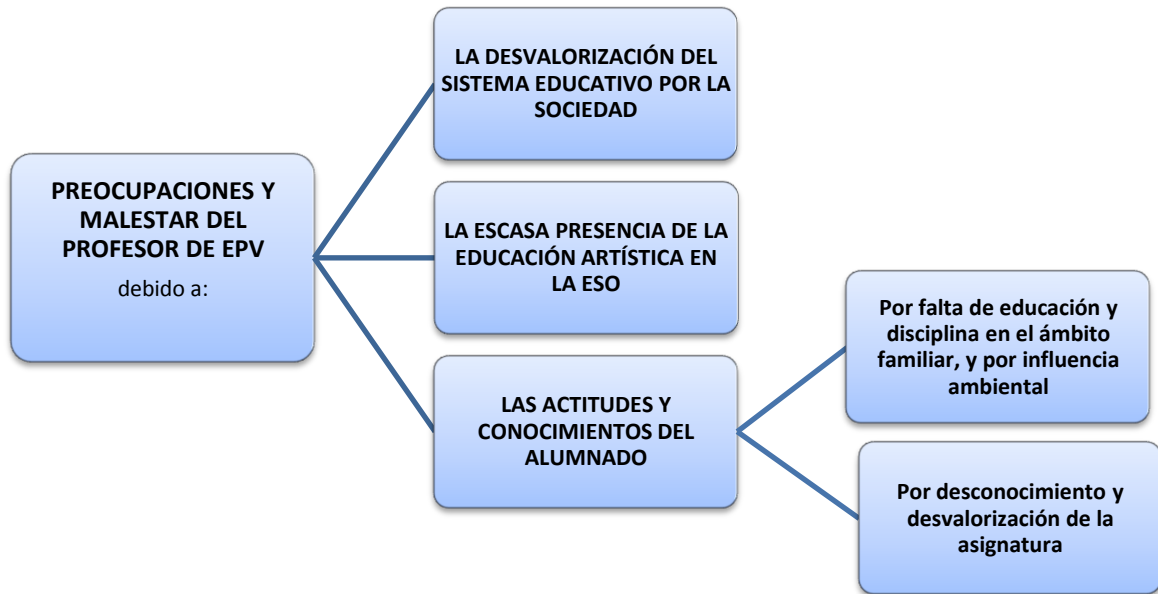 PREOCUPACIONES Y
MALESTAR DEL
PROFESOR DE EPV
debido a:
LA DESVALORIZACIÓN DEL
SISTEMA EDUCATIVO POR LA
SOCIEDAD
LA ESCASA PRESENCIA DE LA
EDUCACIÓN ARTÍSTICA EN
LA ESO
LAS ACTITUDES Y
CONOCIMIENTOS DEL
ALUMNADO
Por falta de educación y
disciplina en el ámbito
familiar, y por influencia
ambiental
Por desconocimiento y
desvalorización de la
asignatura